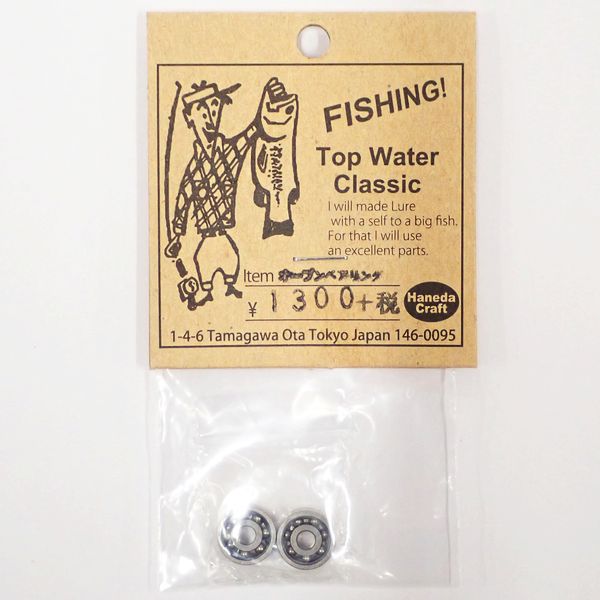 FISHING!
Top Water
Classic
I will made Lure
with a self to a big fish.
For that I will use
an excellent parts.
Item オープンベアリング
¥ 1300+税
Haneda
Craft
1-4-6 Tamagawa Ota Tokyo Japan 146-0095